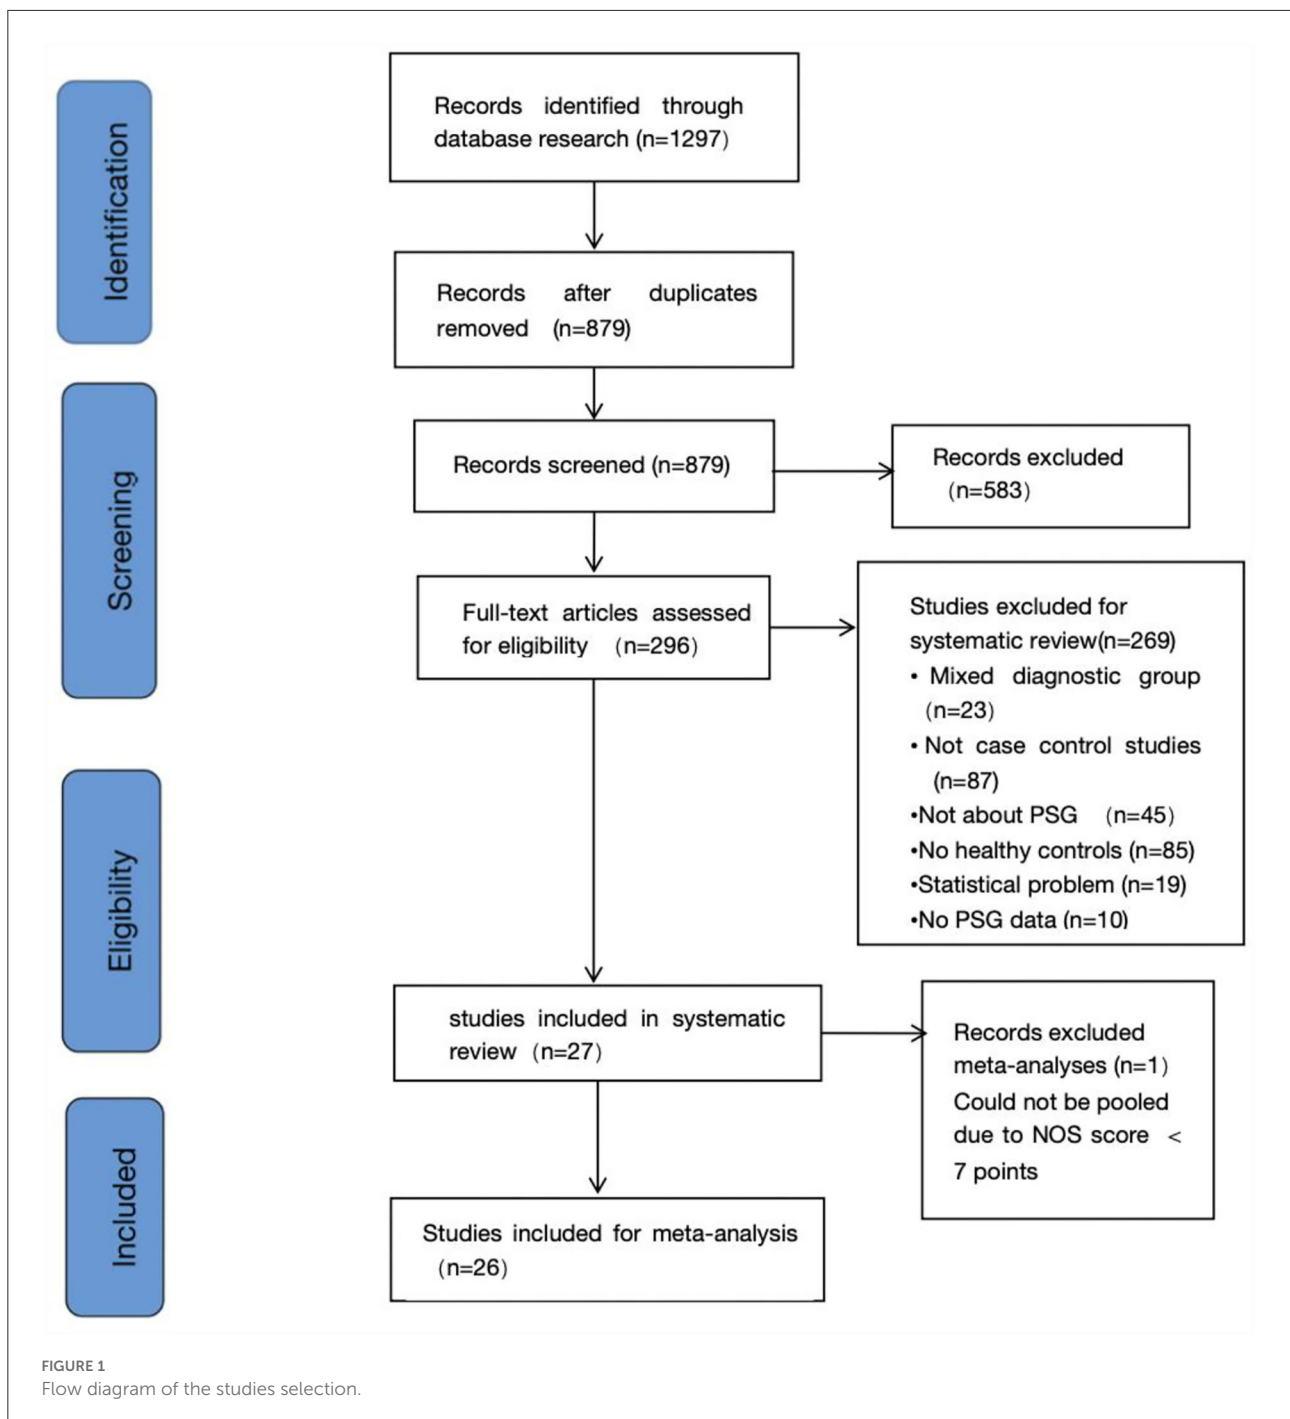 Identification
Records identified through
database research (n=1297)
Records after duplicates
removed (n=879)
Screening
Records screened (n=879)
Records excluded
(n=583)
Full-text articles assessed
for eligibility (n=296)
Studies excluded for
systematic review(n=269)
• Mixed diagnostic group
(n=23)
• Not case control studies
(n=87)
•Not about PSG (n=45)
•No healthy controls (n=85)
•Statistical problem (n=19)
•No PSG data (n=10)
Eligibility
studies included in systematic
review (n=27)
Records excluded
meta-analyses (n=1)
Could not be pooled
due to NOS score <
7 points
Included
Studies included for meta-analysis
(n=26)
FIGURE 1
Flow diagram of the studies selection.